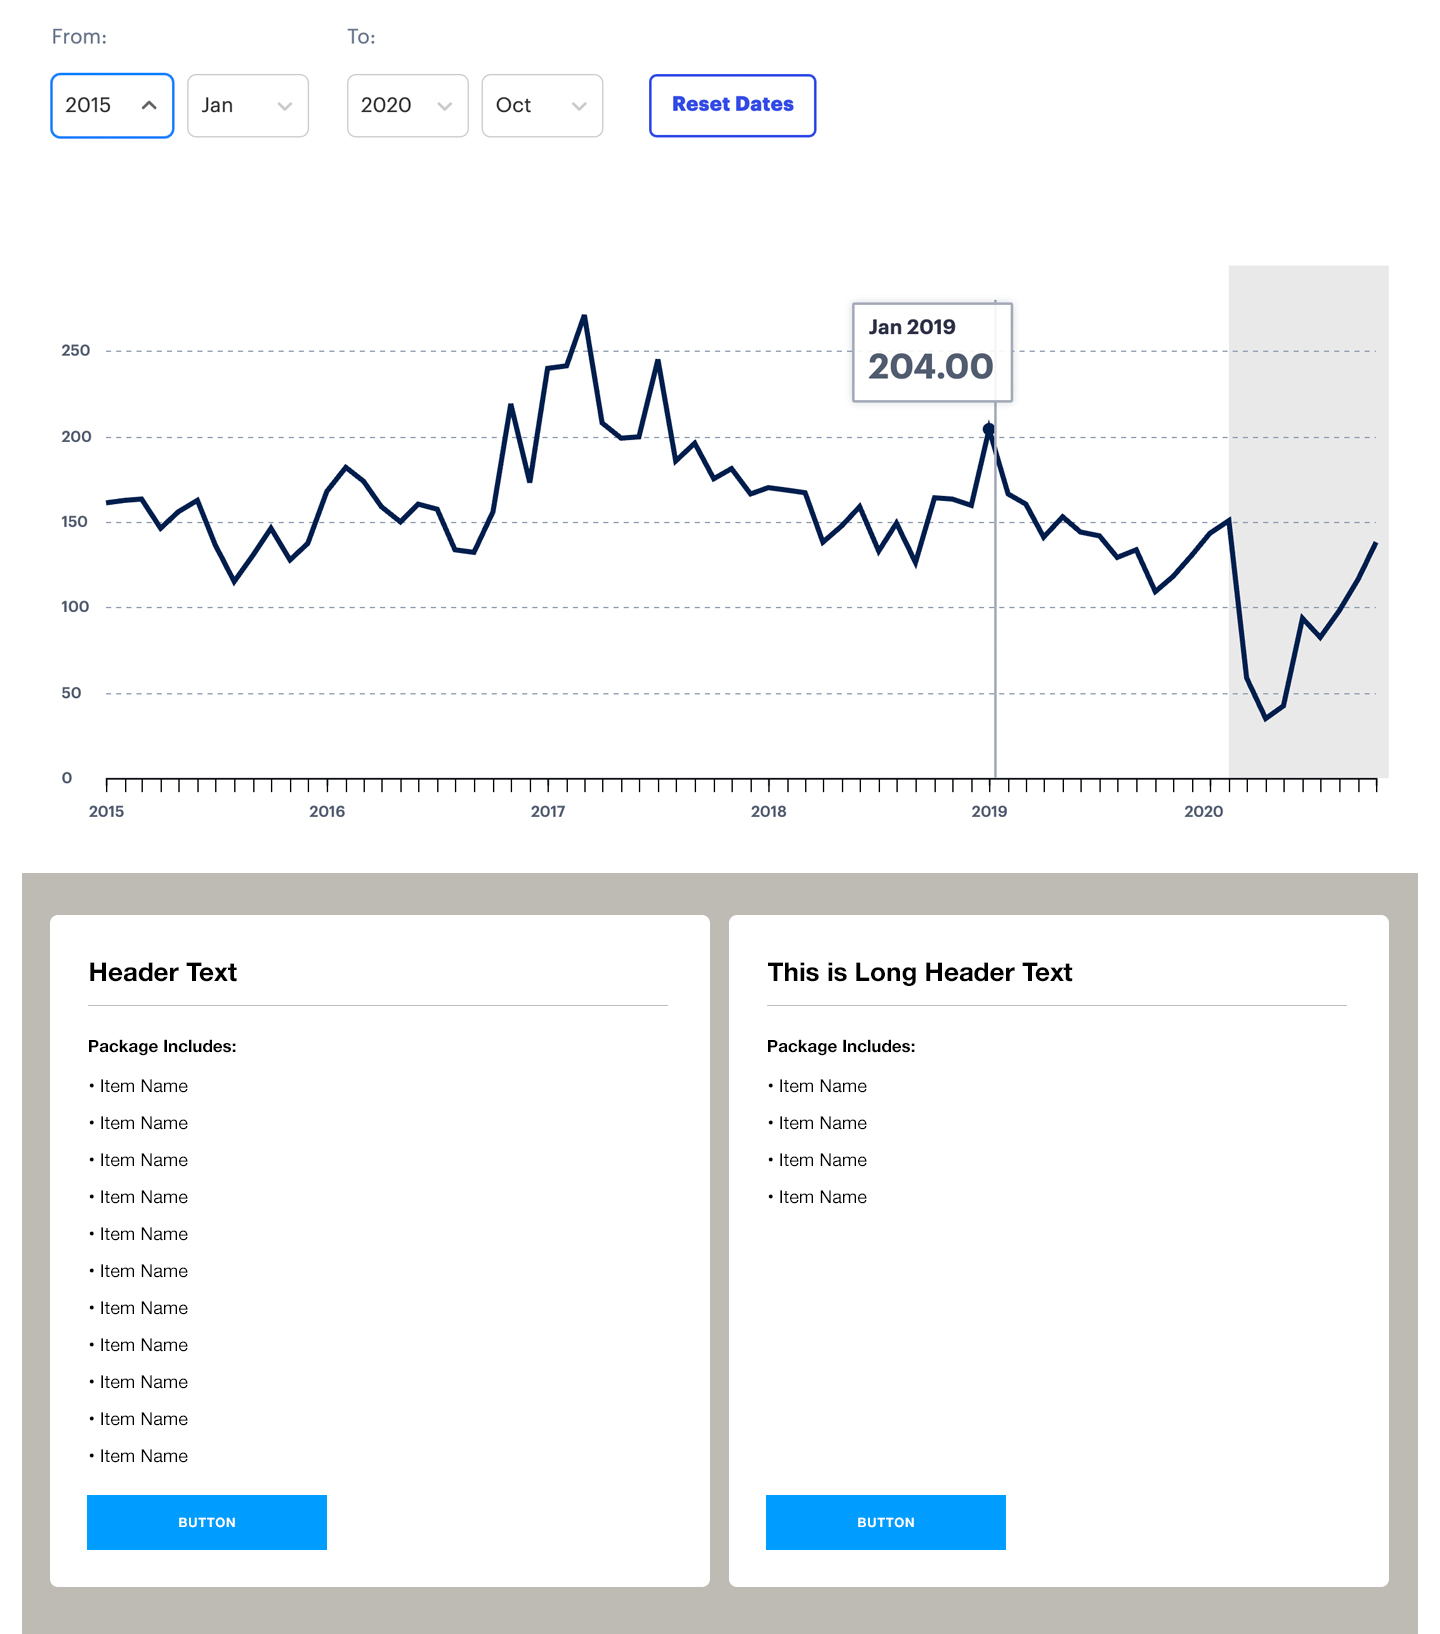 From: To:
2015 Jan 2020 Oct Reset Dates
Jan 2019
204.00
250
200
150
100
50
0
2015 2016 2017 2018 2019 2020
Header Text
Package Includes:
• Item Name
• Item Name
• Item Name
• Item Name
• Item Name
• Item Name
• Item Name
• Item Name
• Item Name
• Item Name
• Item Name
BUTTON
This is Long Header Text
Package Includes:
• Item Name
• Item Name
• Item Name
• Item Name
BUTTON